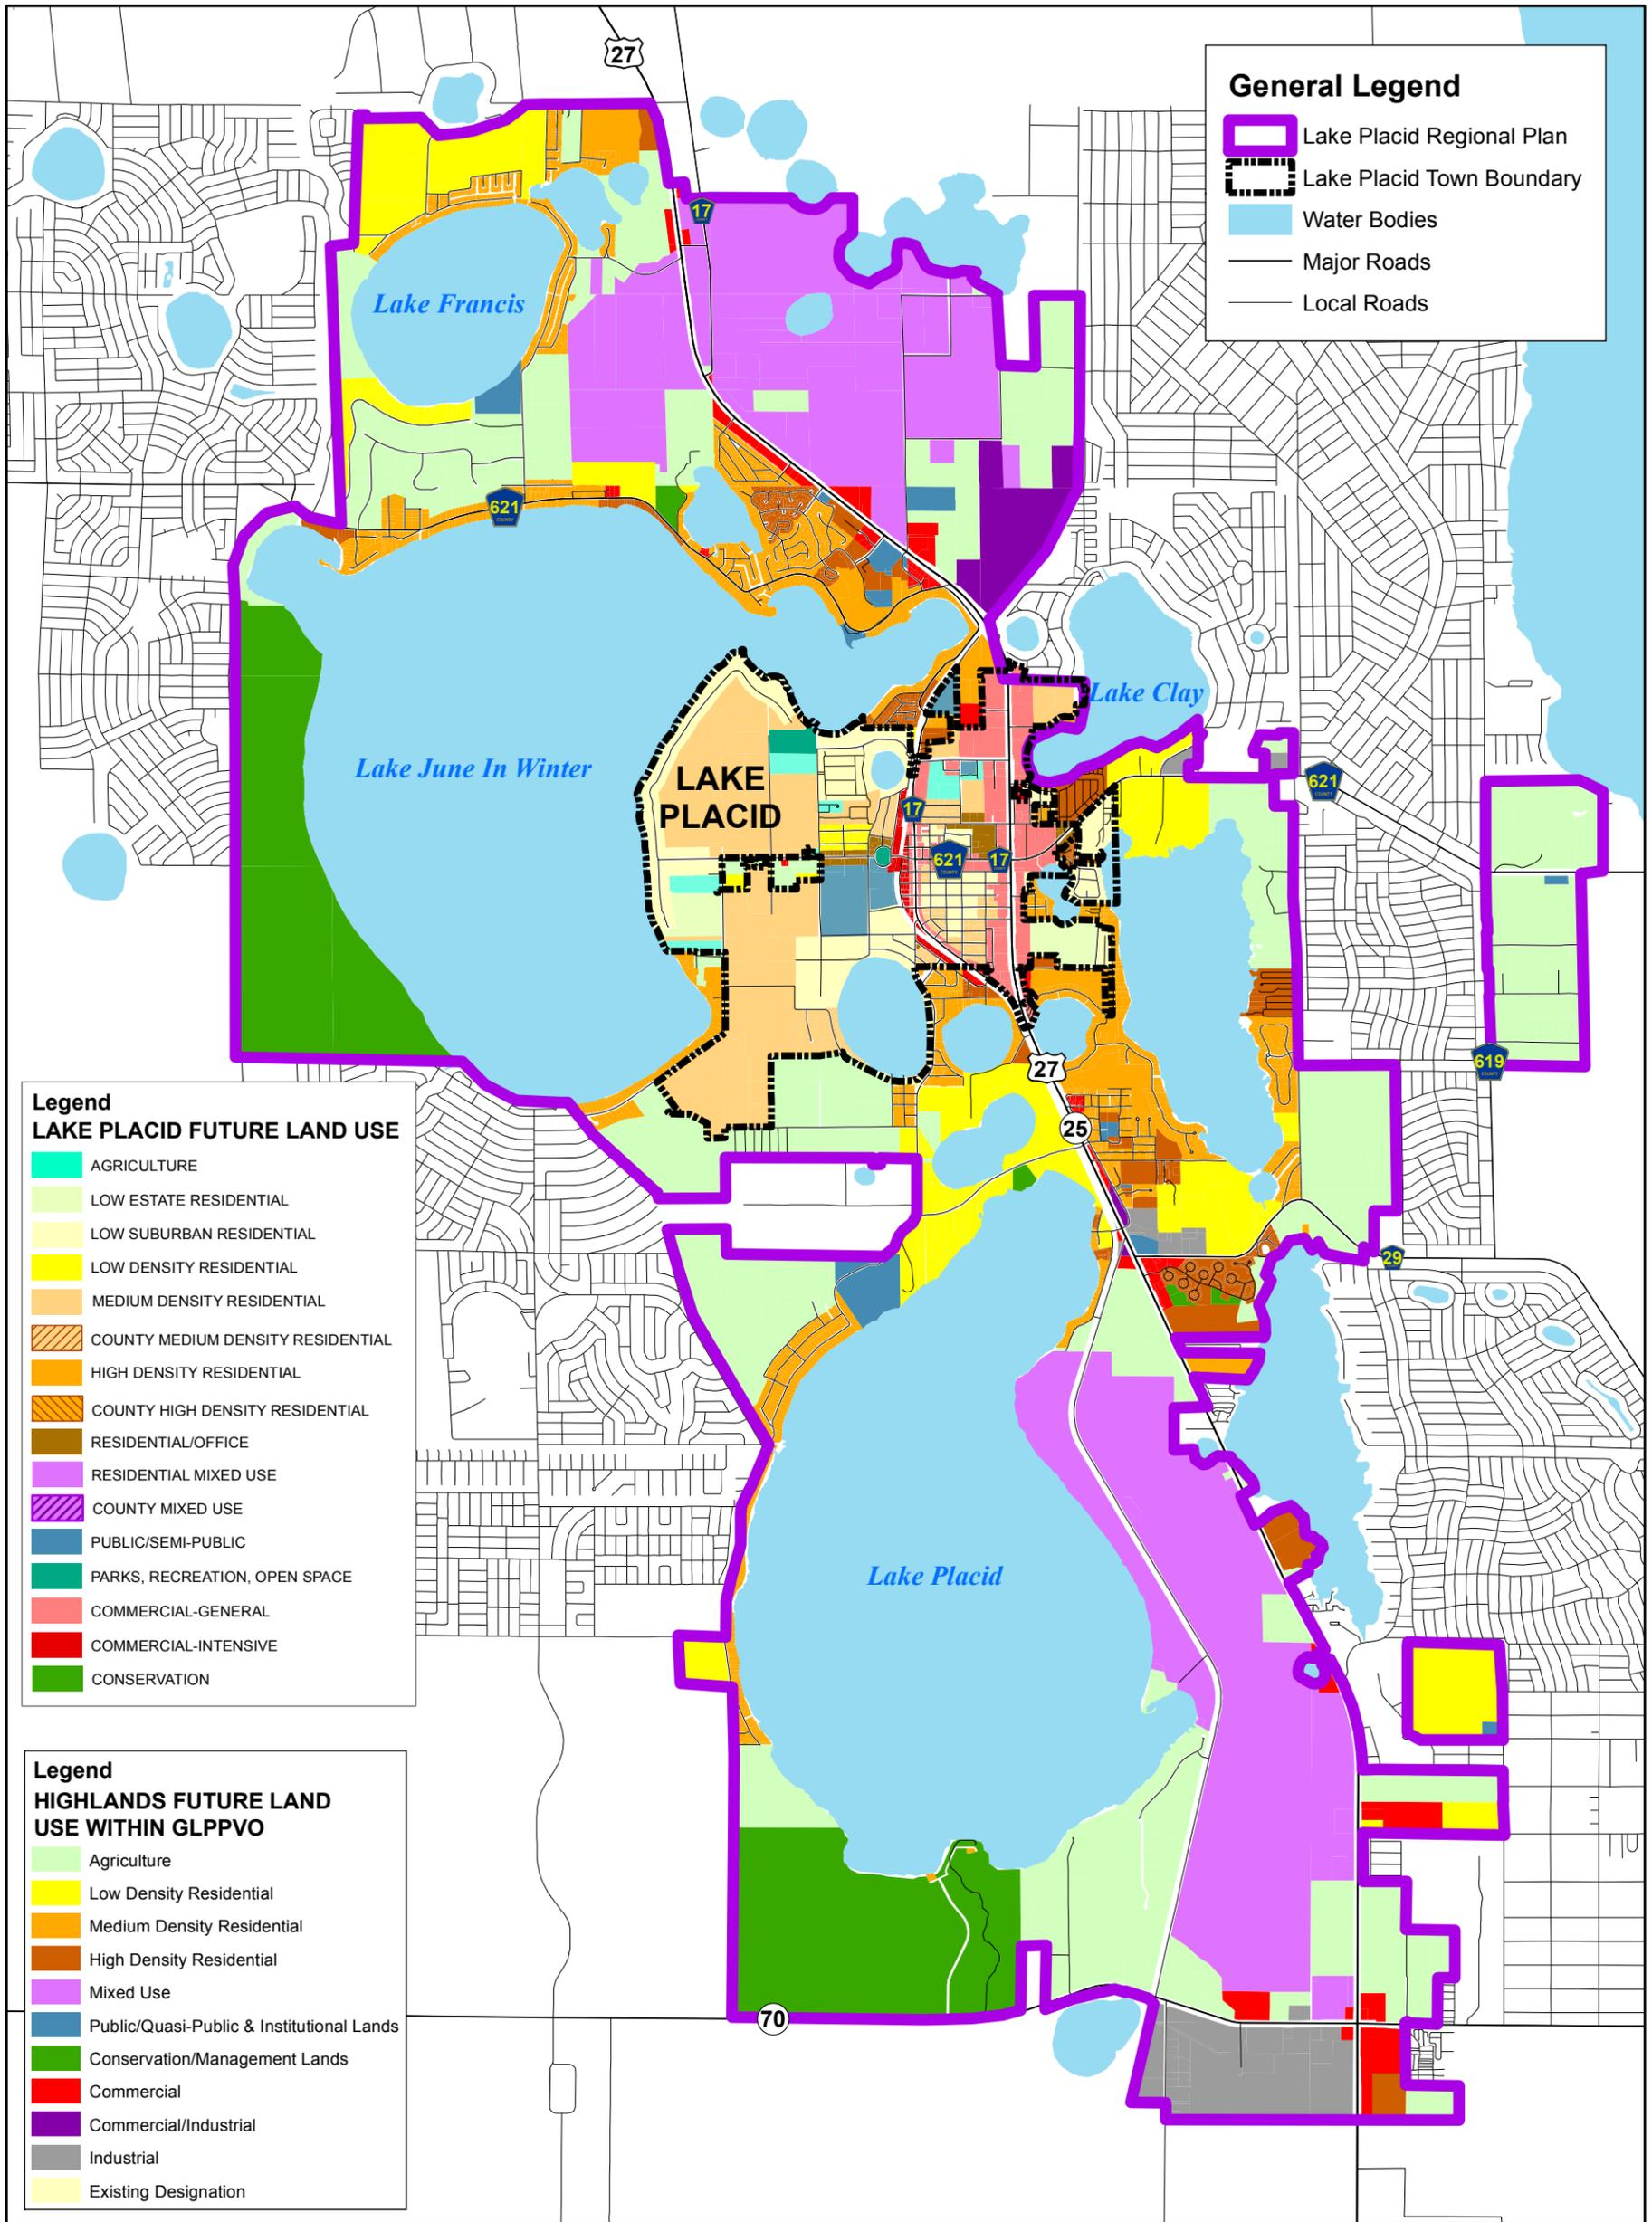 27
General Legend
Lake Placid Regional Plan
Lake Placid Town Boundary
Water Bodies
Major Roads
Local Roads
17
Lake Francis
621
COUNTY
Lake Clay
Lake June In Winter
LAKE
PLACID
17
621
COUNTY
17
621
COUNTY
619
COUNTY
27
25
29
Lake Placid
70
Legend
LAKE PLACID FUTURE LAND USE
AGRICULTURE
LOW ESTATE RESIDENTIAL
LOW SUBURBAN RESIDENTIAL
LOW DENSITY RESIDENTIAL
MEDIUM DENSITY RESIDENTIAL
COUNTY MEDIUM DENSITY RESIDENTIAL
HIGH DENSITY RESIDENTIAL
COUNTY HIGH DENSITY RESIDENTIAL
RESIDENTIAL/OFFICE
RESIDENTIAL MIXED USE
COUNTY MIXED USE
PUBLIC/SEMI-PUBLIC
PARKS, RECREATION, OPEN SPACE
COMMERCIAL-GENERAL
COMMERCIAL-INTENSIVE
CONSERVATION
Legend
HIGHLANDS FUTURE LAND
USE WITHIN GLPPVO
Agriculture
Low Density Residential
Medium Density Residential
High Density Residential
Mixed Use
Public/Quasi-Public & Institutional Lands
Conservation/Management Lands
Commercial
Commercial/Industrial
Industrial
Existing Designation